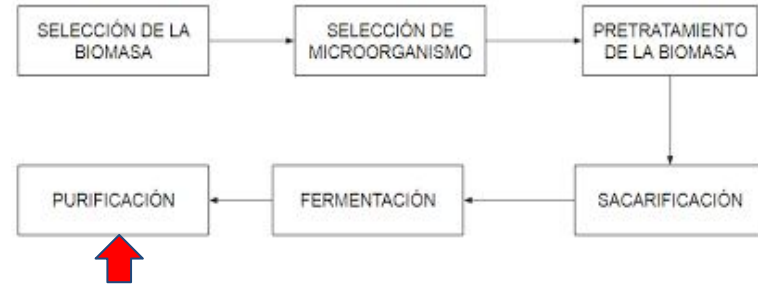 SELECCIÓN DE LA
BIOMASA
SELECCIÓN DE
MICROORGANISMO
PRETRATAMIENTO
DE LA BIOMASA
PURIFICACIÓN
FERMENTACIÓN
SACARIFICACIÓN